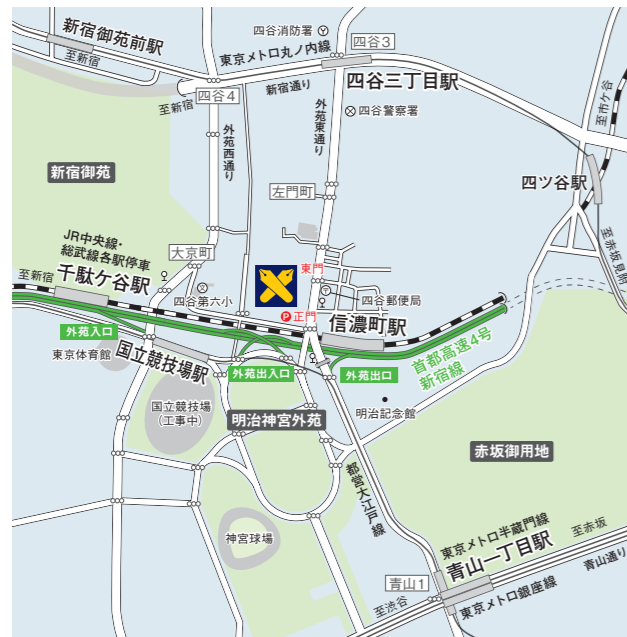 新宿御苑前駅
至新宿
四谷消防署
四谷3
東京メトロ丸ノ内線
四谷三丁目駅
四谷4
新宿通り
至新宿
外苑西通り
外苑東通り
四谷警察署
至市ケ谷
新宿御苑
四ツ谷駅
左門町
至赤坂見附
JR中央線・
総武線各駅停車
大京町
東門
至新宿
千駄ケ谷駅
四谷第六小
四谷郵便局
P正門
信濃町駅
外苑入口
東京体育館
国立競技場駅
外苑出入口
外苑出口
首都高速4号
新宿線
国立競技場
(工事中)
明治神宮外苑
明治記念館
赤坂御用地
都営大江戸線
神宮球場
東京メトロ半蔵門線
至赤坂
青山一丁目駅
青山通り
青山1
至渋谷
東京メトロ銀座線